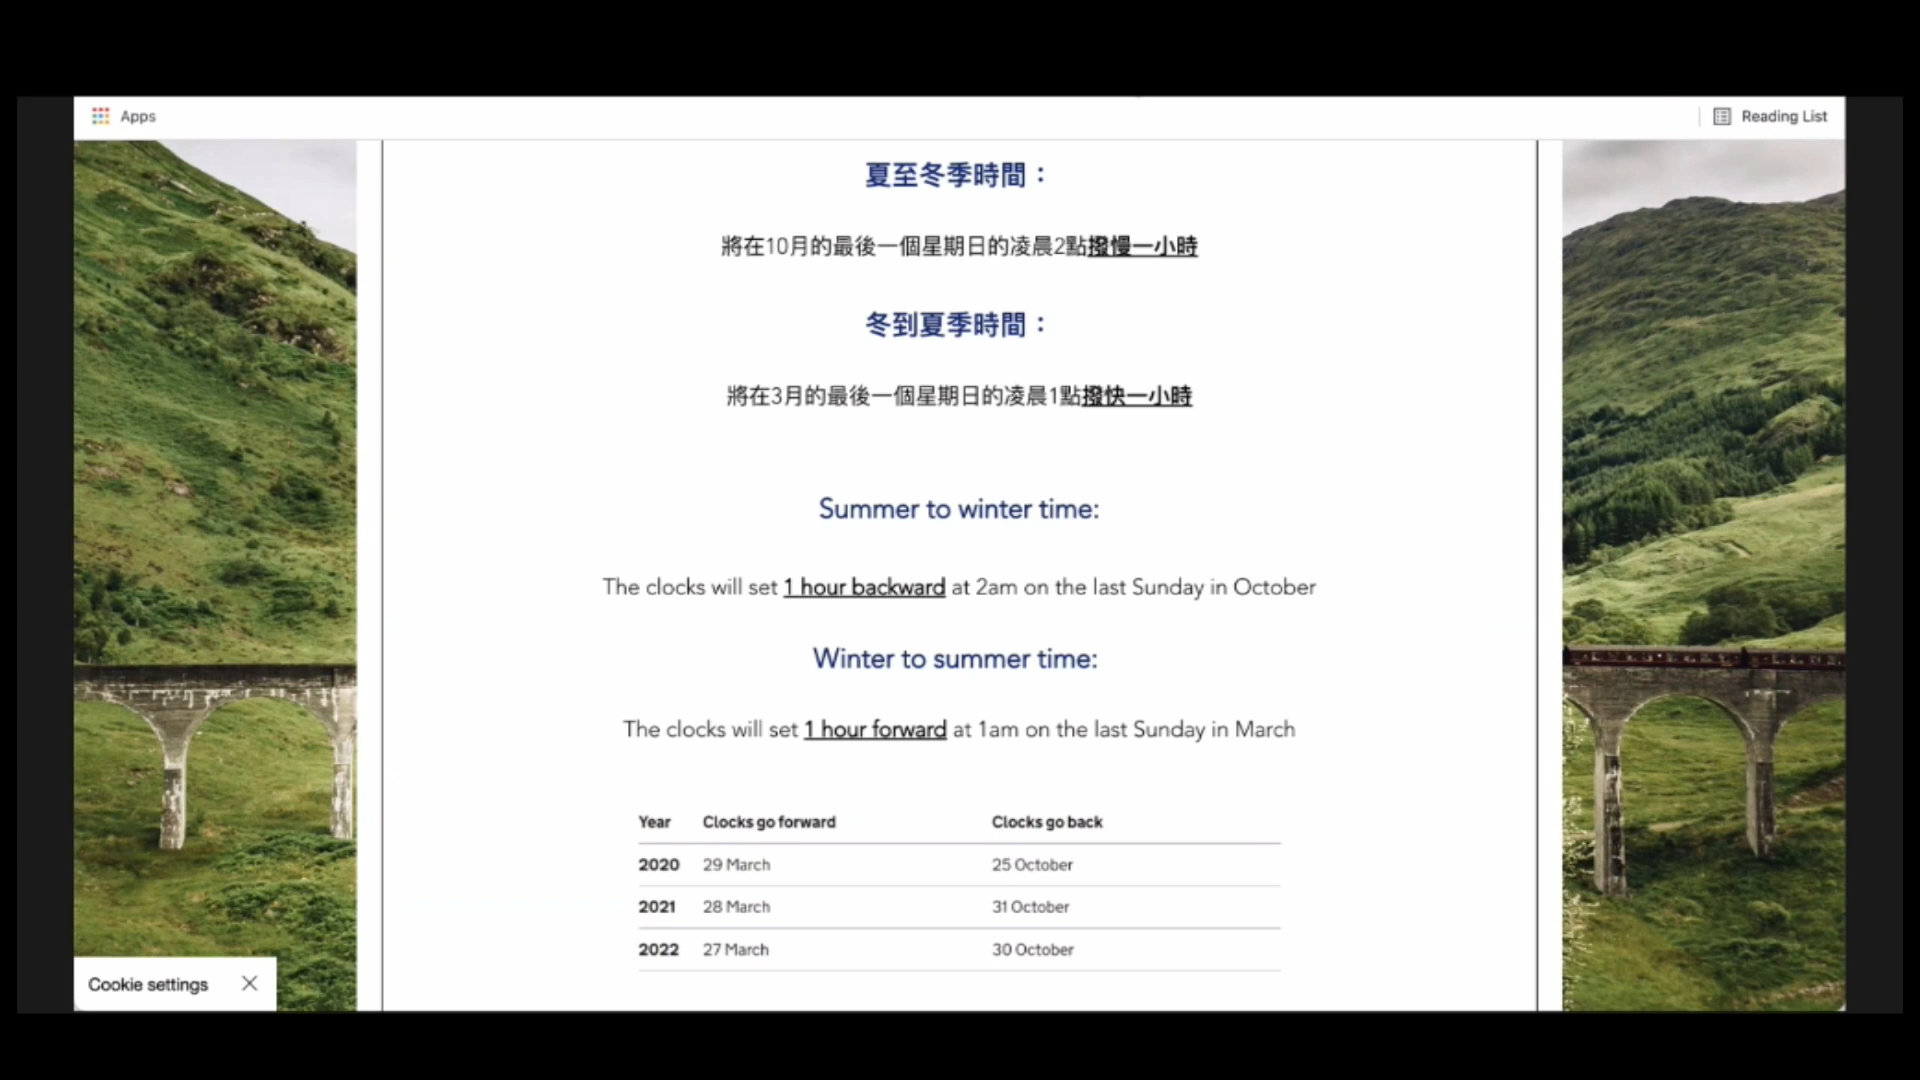 Apps
Reading List
夏至冬季時間：
將在10月的最後一個星期日的凌晨2點撥慢一小時
冬到夏季時間：
將在3月的最後一個星期日的凌晨1點撥快一小時
Summer to winter time:
The clocks will set 1 hour backward at 2am on the last Sunday in October
Winter to summer time:
The clocks will set 1 hour forward at 1am on the last Sunday in March
Year Clocks go forward Clocks go back
2020 29 March 25 October
2021 28 March 31 October
2022 27 March 30 October
Cookie settings